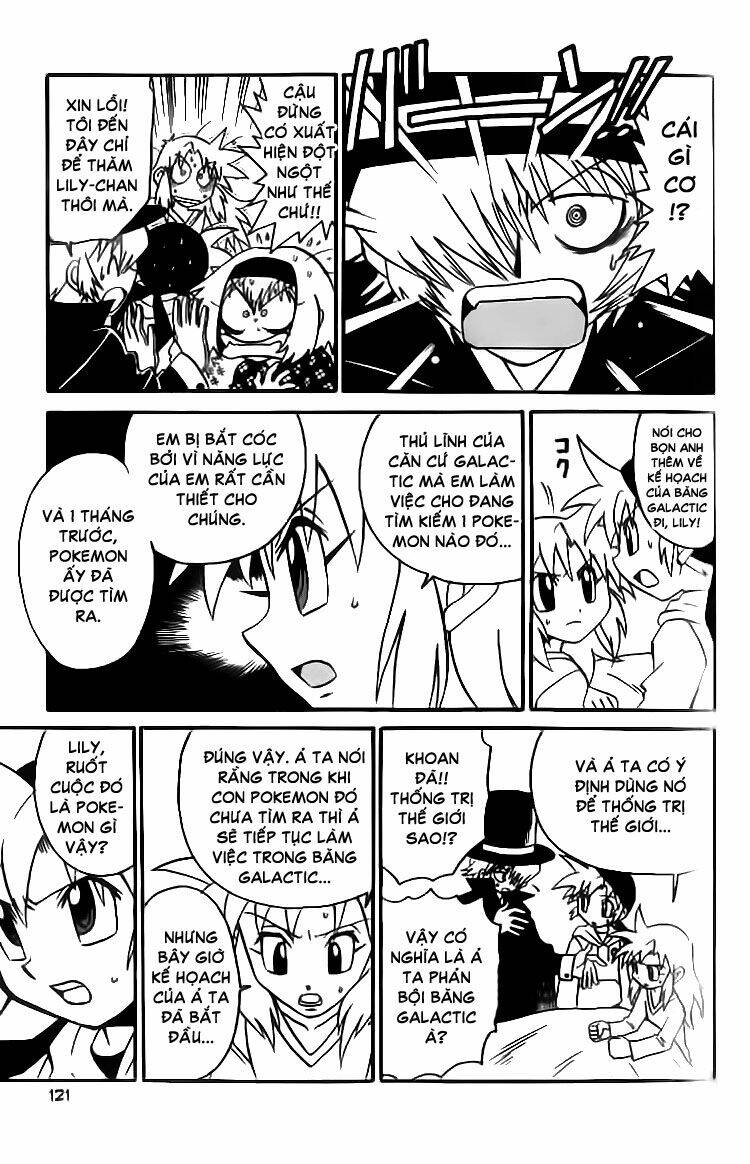 CÁI
GÌ
CƠ!?
CẬU
ĐỪNG
CƠ XUẤT
HIỆN ĐỘT
NGỘT
NHƯ THẾ
CHỨ!!
XIN LỖI!
TÔI ĐẾN
ĐÂY CHỈ
ĐỂ THĂM
LILY-CHAN
THÔI MÀ.
NÓI CHO
BỌN ANH
THÊM VỀ
KẾ HOẠCH
CỦA BĂNG
GALACTIC
ĐI, LILY!
コク
THỦ LĨNH CỦA
CĂN CỨ GALAC-
TIC MÀ EM LÀM
VIỆC CHO ĐANG
TÌM KIẾM 1 POKE-
MON NÀO ĐÓ...
EM BỊ BẮT CÓC
BỞI VÌ NĂNG LỰC
CỦA EM RẤT CẦN
THIẾT CHO
CHÚNG.
VÀ 1 THÁNG
TRƯỚC,
POKEMON
ẤY ĐÃ
ĐƯỢC TÌM
RA.
VÀ Ả TA CÓ Ý
ĐỊNH DÙNG NÓ
ĐỂ THỐNG TRỊ
THẾ GIỚI...
KHOAN
ĐÃ!!
THỐNG TRỊ
THẾ GIỚI
SAO!?
VẬY CÓ
NGHĨA LÀ Ả
TA PHẢN
BỘI BĂNG
GALACTIC
À?
ĐÚNG VẬY. Ả TA NÓI
RẰNG TRONG KHI
CON POKEMON ĐÓ
CHƯA TÌM RA THÌ Ả
SẼ TIẾP TỤC LÀM
VIỆC TRONG BĂNG
GALACTIC...
NHƯNG
BÂY GIỜ
KẾ HOẠCH
CỦA Ả TA
ĐÃ BẮT
ĐẦU...
LILY,
RUỐT
CUỘC ĐÓ
LÀ POKE-
MON GÌ
VẬY?
121